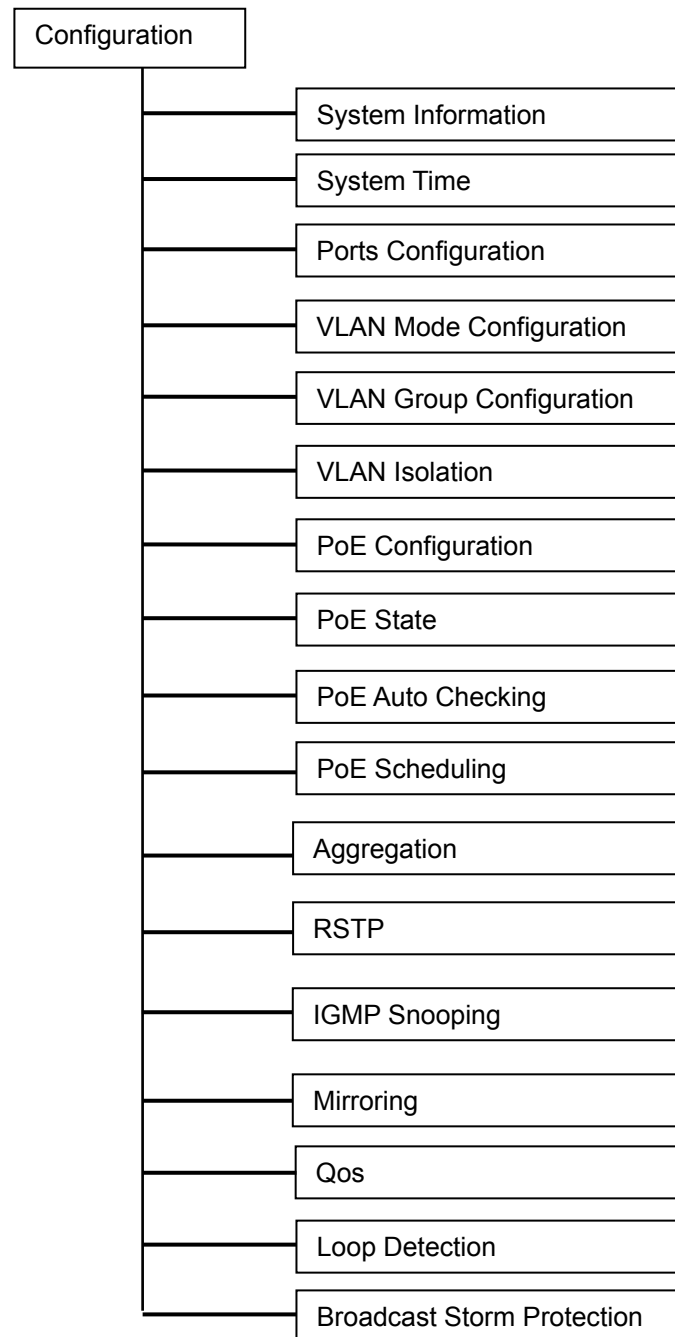 Configuration
System Information
System Time
Ports Configuration
VLAN Mode Configuration
VLAN Group Configuration
VLAN Isolation
PoE Configuration
PoE State
PoE Auto Checking
PoE Scheduling
Aggregation
RSTP
IGMP Snooping
Mirroring
Qos
Loop Detection
Broadcast Storm Protection